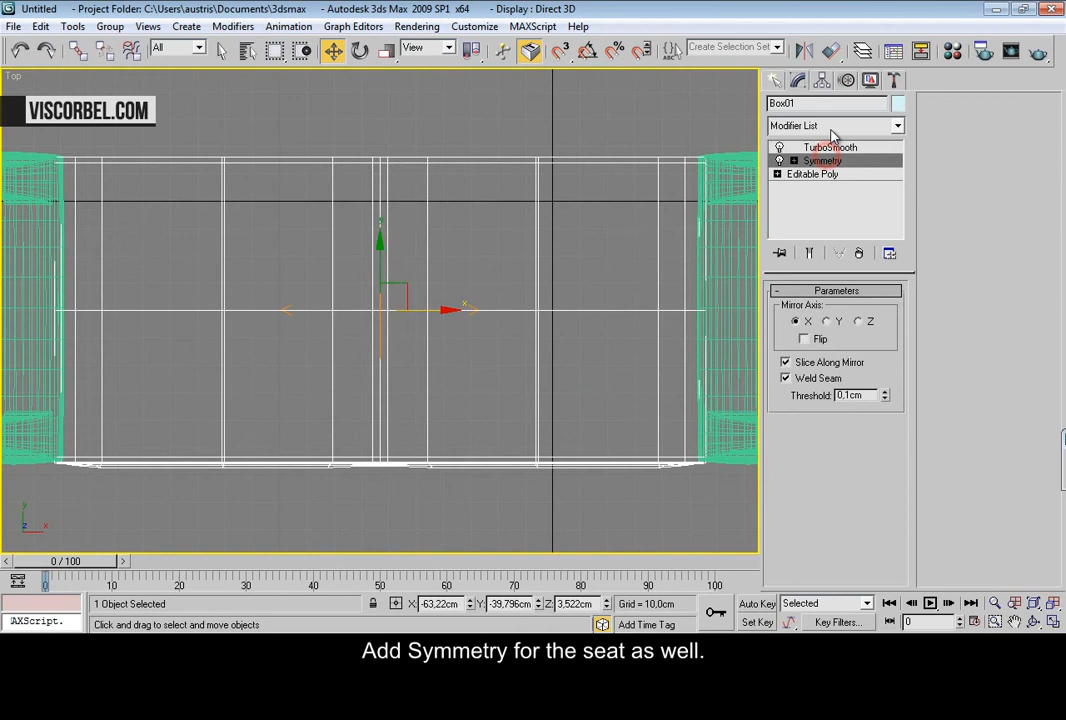 Untitled - Project Folder: C:\Users\austris\Documents\3dsmax - Autodesk 3ds Max 2009 SP1 x64 - Display : Direct 3D
File Edit Tools Group Views Create Modifiers Animation Graph Editors Rendering Customize MAXScript Help
All View Create Selection Set
Top
VISCORBEL.COM
Box01
Modifier List
TurboSmooth
Symmetry
Editable Poly
Parameters
Mirror Axis:
X Y Z
Flip
Slice Along Mirror
Weld Seam
Threshold: 0,1cm
y
x
z x
0 / 100
0 10 20 30 40 50 60 70 80 90 100
1 Object Selected X: -63,22cm Y: -39,796cm Z: 3,522cm Grid = 10,0cm Auto Key Selected
AXScript. Click and drag to select and move objects Add Time Tag Set Key Key Filters... 0
Add Symmetry for the seat as well.